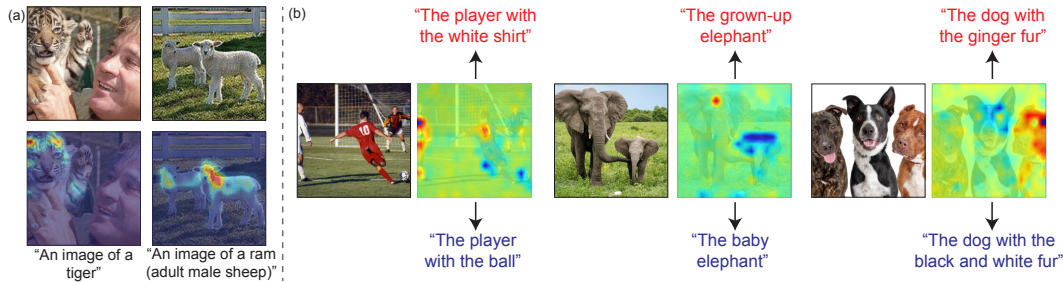 (a)
"An image of a
tiger"
"An image of a ram
(adult male sheep)"
(b)
"The player with
the white shirt"
"The grown-up
elephant"
"The dog with
the ginger fur"
10
"The player
with the ball"
"The baby
elephant"
"The dog with the
black and white fur"